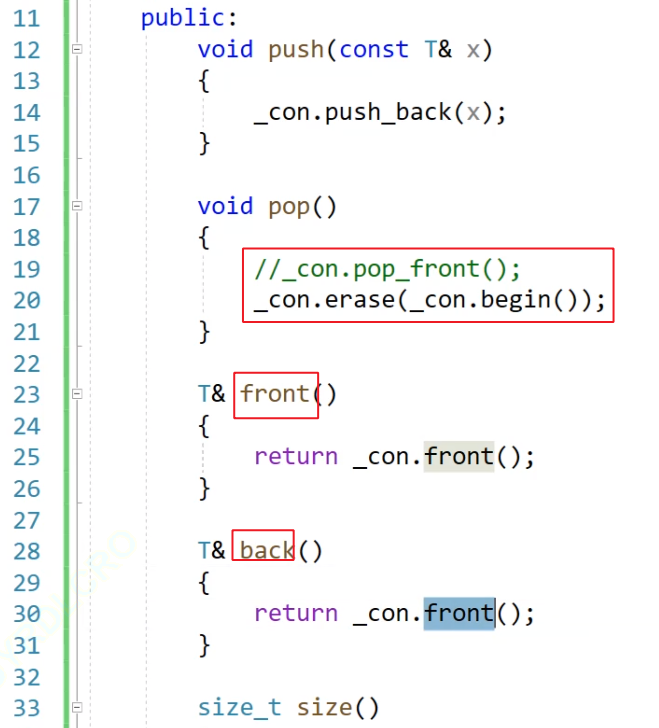 11 public:
12 void push(const T& x)
13 {
14 _con.push_back(x);
15 }
16
17 void pop()
18 {
19 //_con.pop_front();
20 _con.erase(_con.begin());
21 }
22
23 T& front()
24 {
25 return _con.front();
26 }
27
28 T& back()
29 {
30 return _con.front();
31 }
32
33 size_t size()